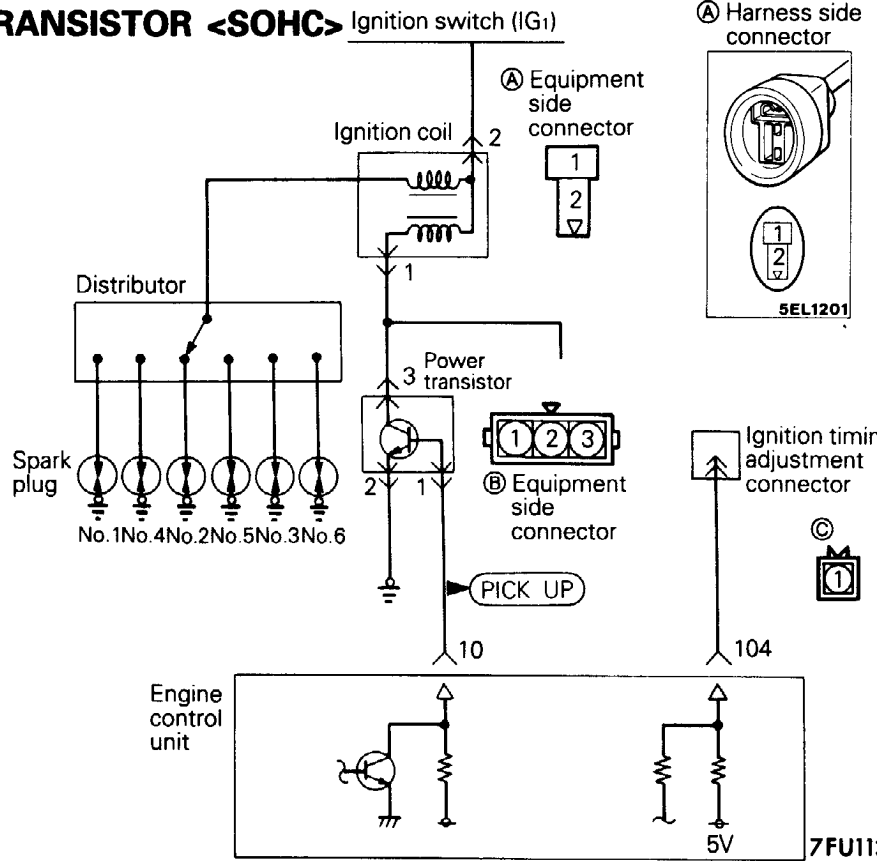 RANSISTOR <SOHC>
Ignition switch (IG1)
Ⓐ Harness side
connector
Ⓐ Equipment
side
connector
Ignition coil
2
1
2
1
2
5EL1201
1
Distributor
3
Power
transistor
1 2 3
Ignition timin
adjustment
connector
Spark
plug
2
1
Ⓑ Equipment
side
connector
No.1 No.4 No.2 No.5 No.3 No.6
Ⓒ
1
PICK UP
10
104
Engine
control
unit
5V
7FU11